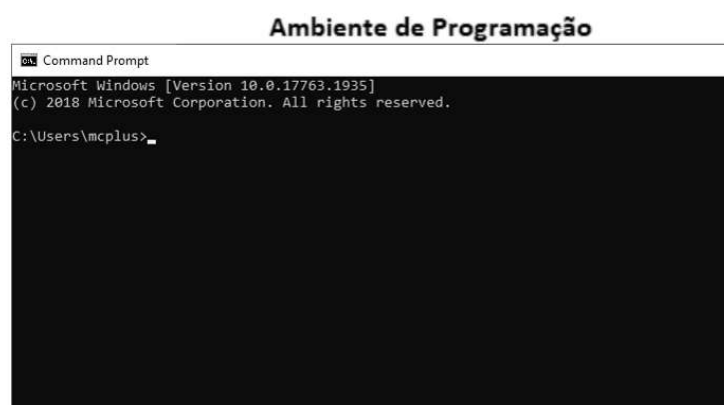 Ambiente de Programação
Command Prompt
Microsoft Windows [Version 10.0.17763.1935]
(c) 2018 Microsoft Corporation. All rights reserved.
C:\Users\mcplus>